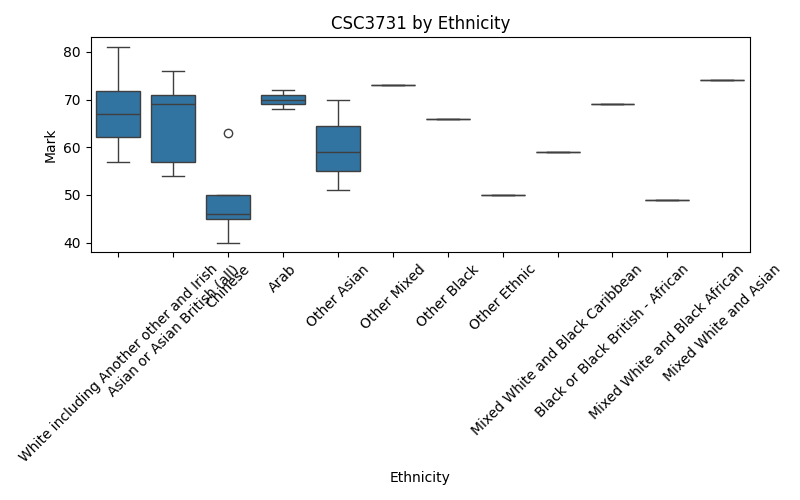 CSC3731 by Ethnicity
Mark
80
70
60
50
40
White including Another other and Irish
Asian or Asian British (all)
Chinese
Arab
Other Asian
Other Mixed
Other Black
Other Ethnic
Mixed White and Black Caribbean
Black or Black British - African
Mixed White and Black African
Mixed White and Asian
Ethnicity